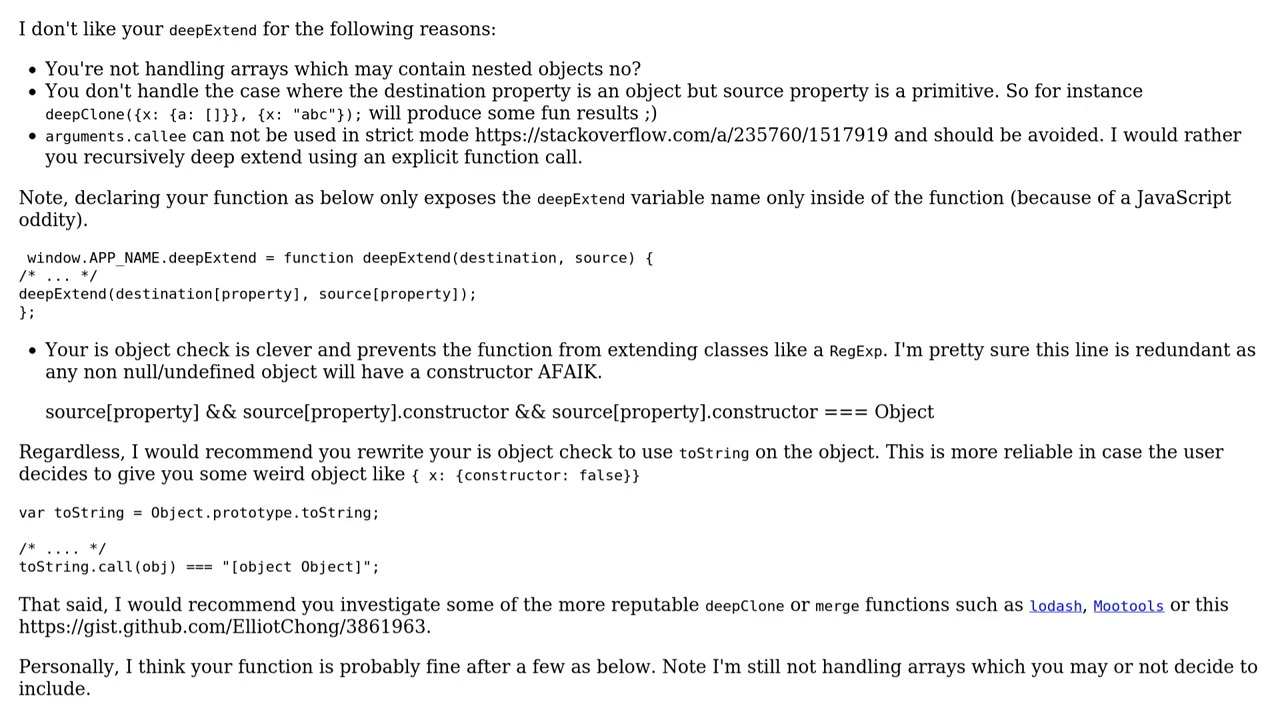 I don't like your deepExtend for the following reasons:
• You're not handling arrays which may contain nested objects no?
• You don't handle the case where the destination property is an object but source property is a primitive. So for instance
deepClone({x: {a: []}}, {x: "abc"}); will produce some fun results ;)
• arguments.callee can not be used in strict mode https://stackoverflow.com/a/235760/1517919 and should be avoided. I would rather
you recursively deep extend using an explicit function call.
Note, declaring your function as below only exposes the deepExtend variable name only inside of the function (because of a JavaScript
oddity).
window.APP_NAME.deepExtend = function deepExtend(destination, source) {
/* ... */
deepExtend(destination[property], source[property]);
};
• Your is object check is clever and prevents the function from extending classes like a RegExp. I'm pretty sure this line is redundant as
any non null/undefined object will have a constructor AFAIK.
source[property] && source[property].constructor && source[property].constructor === Object
Regardless, I would recommend you rewrite your is object check to use toString on the object. This is more reliable in case the user
decides to give you some weird object like { x: {constructor: false}}
var toString = Object.prototype.toString;
/* .... */
toString.call(obj) === "[object Object]";
That said, I would recommend you investigate some of the more reputable deepClone or merge functions such as lodash, Mootools or this
https://gist.github.com/ElliotChong/3861963.
Personally, I think your function is probably fine after a few as below. Note I'm still not handling arrays which you may or not decide to
include.